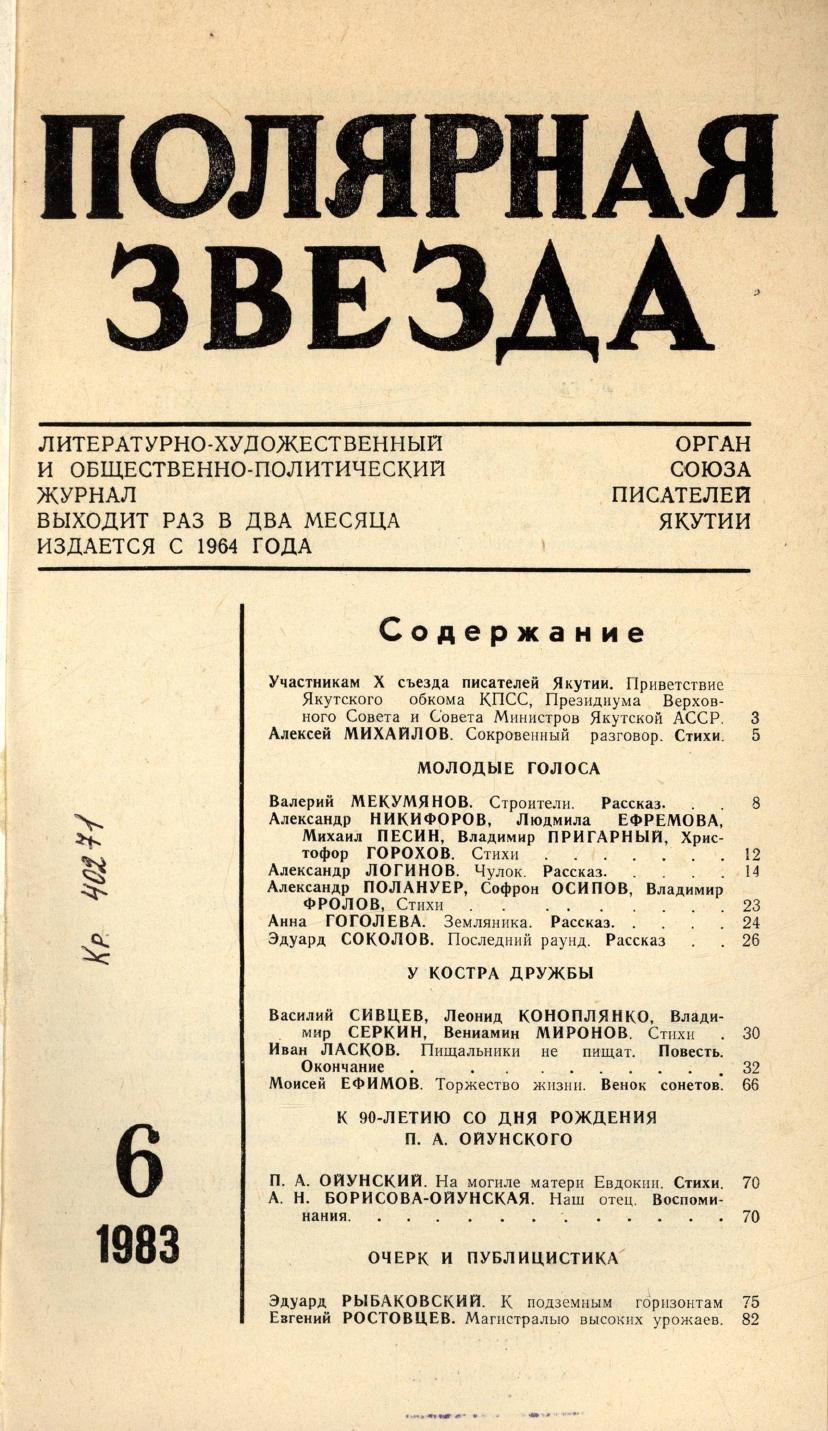 ПОЛЯРНАЯ
ЗВЕЗДА
ЛИТЕРАТУРНО-ХУДОЖЕСТВЕННЫЙ
И ОБЩЕСТВЕННО-ПОЛИТИЧЕСКИЙ
ЖУРНАЛ
ВЫХОДИТ РАЗ В ДВА МЕСЯЦА
ИЗДАЕТСЯ С 1964 ГОДА
ОРГАН
СОЮЗА
ПИСАТЕЛЕЙ
ЯКУТИИ
Кр 40271
6
1983
Содержание
Участникам X съезда писателей Якутии. Приветствие
Якутского обкома КПСС, Президиума Верхов-
ного Совета и Совета Министров Якутской АССР. 3
Алексей МИХАЙЛОВ. Сокровенный разговор. Стихи. 5
МОЛОДЫЕ ГОЛОСА
Валерий МЕКУМЯНОВ. Строители. Рассказ. . . 8
Александр НИКИФОРОВ, Людмила ЕФРЕМОВА,
Михаил ПЕСИН, Владимир ПРИГАРНЫЙ, Хрис-
тофор ГОРОХОВ. Стихи . . . . . . . 12
Александр ЛОГИНОВ. Чулок. Рассказ. . . . . 14
Александр ПОЛАНУЕР, Софрон ОСИПОВ, Владимир
ФРОЛОВ, Стихи . . . . . . . . . 23
Анна ГОГОЛЕВА. Земляника. Рассказ. . . . . 24
Эдуард СОКОЛОВ. Последний раунд. Рассказ . . 26
У КОСТРА ДРУЖБЫ
Василий СИВЦЕВ, Леонид КОНОПЛЯНКО, Влади-
мир СЕРКИН, Вениамин МИРОНОВ. Стихи . 30
Иван ЛАСКОВ. Пищальники не пищат. Повесть.
Окончание . . . . . . . . . . 32
Моисей ЕФИМОВ. Торжество жизни. Венок сонетов. 66
К 90-ЛЕТИЮ СО ДНЯ РОЖДЕНИЯ
П. А. ОЙУНСКОГО
П. А. ОЙУНСКИЙ. На могиле матери Евдокии. Стихи. 70
А. Н. БОРИСОВА-ОЙУНСКАЯ. Наш отец. Воспоми-
нания. . . . . . . . . . . . . 70
ОЧЕРК И ПУБЛИЦИСТИКА
Эдуард РЫБАКОВСКИЙ. К подземным горизонтам 75
Евгений РОСТОВЦЕВ. Магистралью высоких урожаев. 82